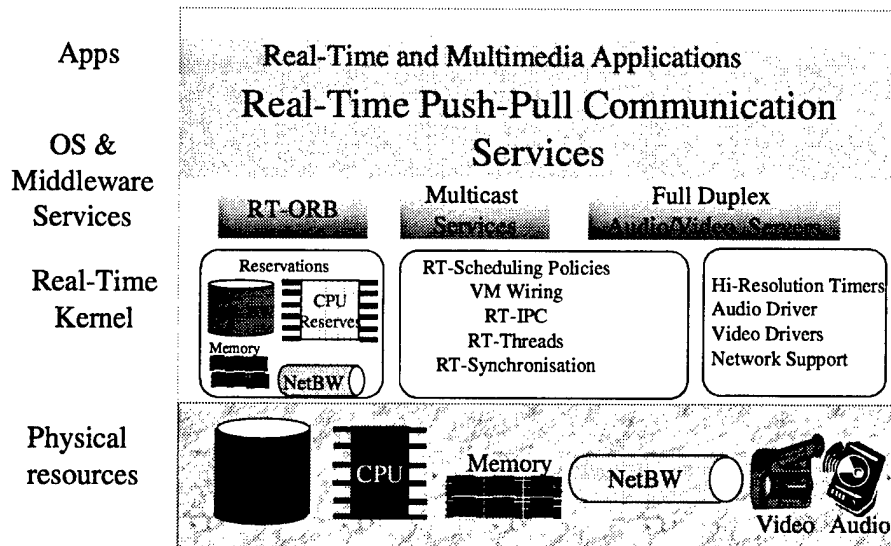 Apps
Real-Time and Multimedia Applications
Real-Time Push-Pull Communication
Services
OS &
Middleware
Services
RT-ORB
Multicast
Services
Full Duplex
Audio/Video Servers
Real-Time
Kernel
Reservations
CPU
Reserves
Memory
NetBW
RT-Scheduling Policies
VM Wiring
RT-IPC
RT-Threads
RT-Synchronisation
Hi-Resolution Timers
Audio Driver
Video Drivers
Network Support
Physical
resources
CPU
Memory
NetBW
Video
Audio